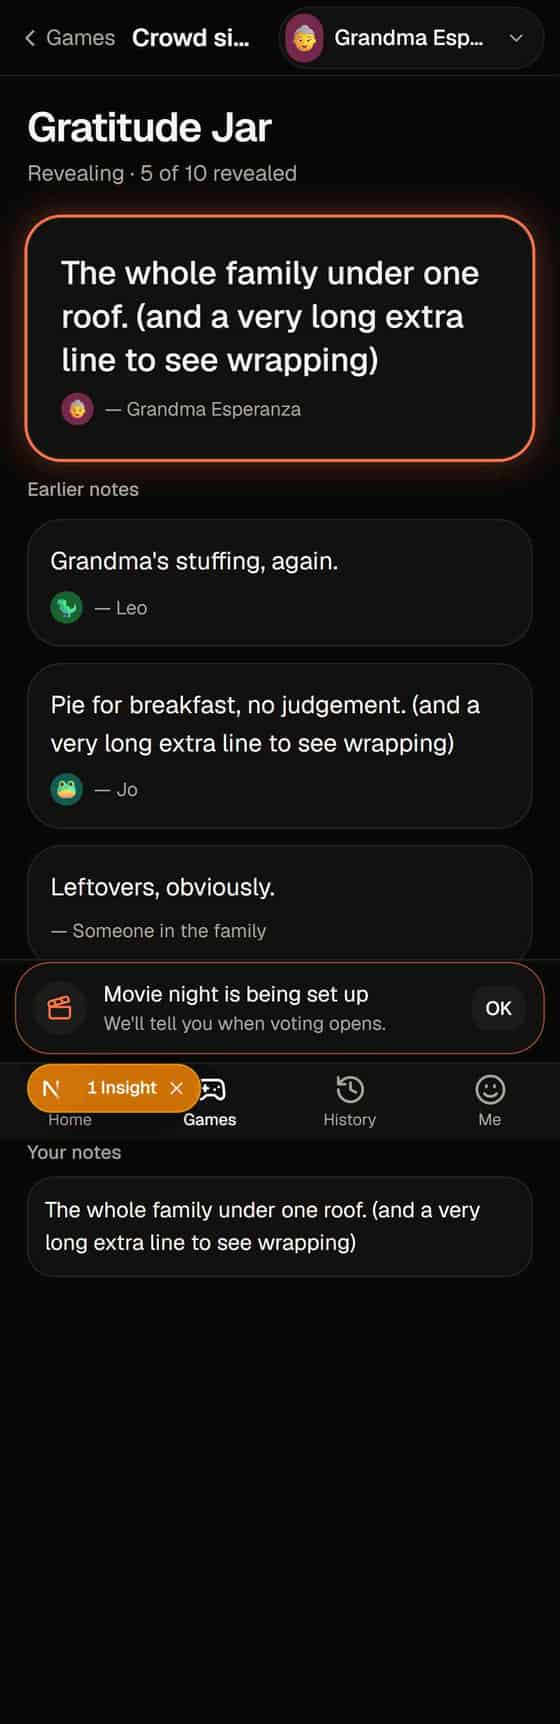 Games Crowd si... Grandma Esp...
Gratitude Jar
Revealing · 5 of 10 revealed
The whole family under one
roof. (and a very long extra
line to see wrapping)
— Grandma Esperanza
Earlier notes
Grandma's stuffing, again.
— Leo
Pie for breakfast, no judgement. (and a
very long extra line to see wrapping)
— Jo
Leftovers, obviously.
— Someone in the family
Movie night is being set up
We'll tell you when voting opens.
OK
N 1 Insight
Home Games History Me
Your notes
The whole family under one roof. (and a very
long extra line to see wrapping)